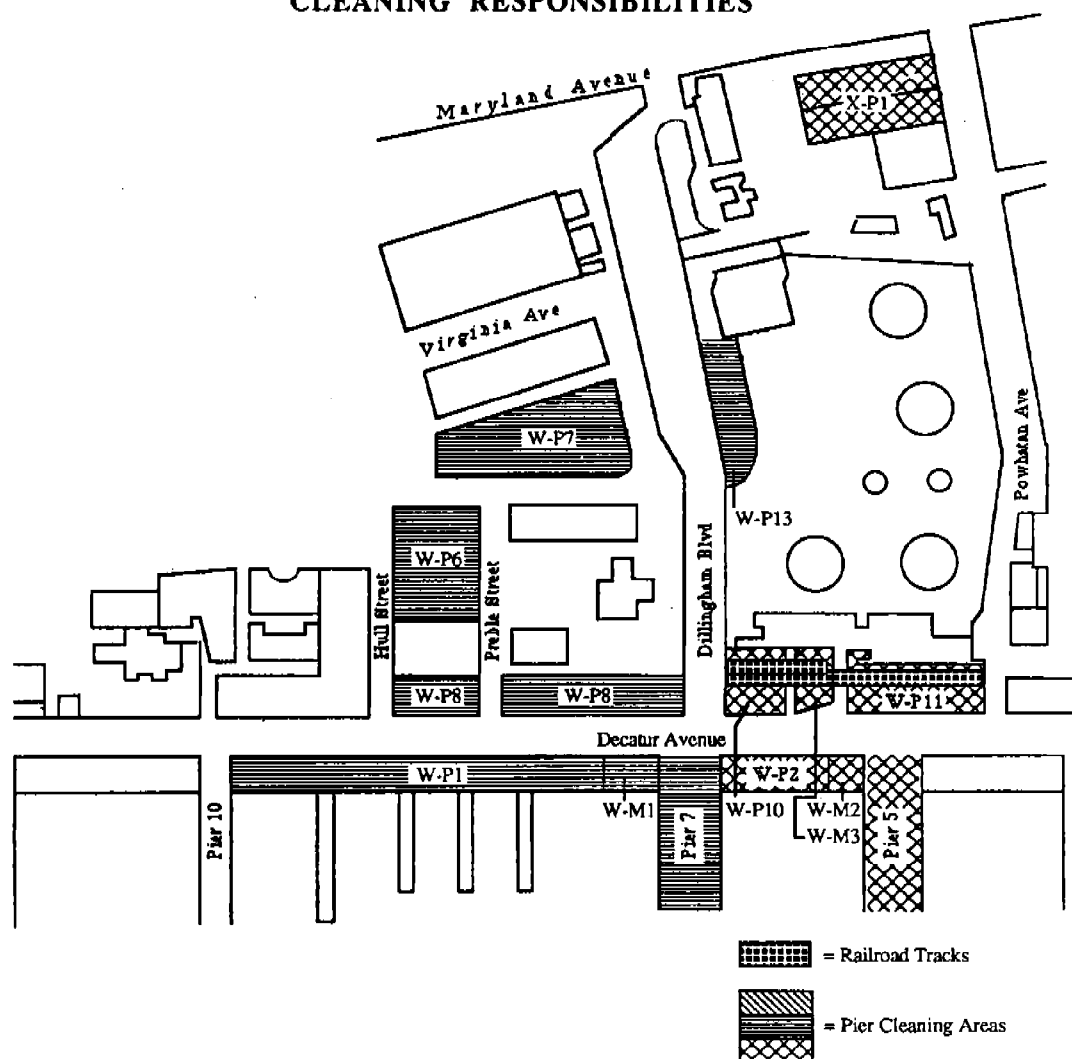 CLEANING RESPONSIBILITIES
Maryland Avenue
X-P1
Virginia Ave
W-P7
Powhatan Ave
W-P13
W-P6
Hull Street
Preble Street
Dillingham Blvd
W-P8
W-P8
W-P11
Decatur Avenue
W-P1
W-P2
W-M1
W-P10
W-M2
W-M3
Pier 10
Pier 7
Pier 5
= Railroad Tracks
= Pier Cleaning Areas